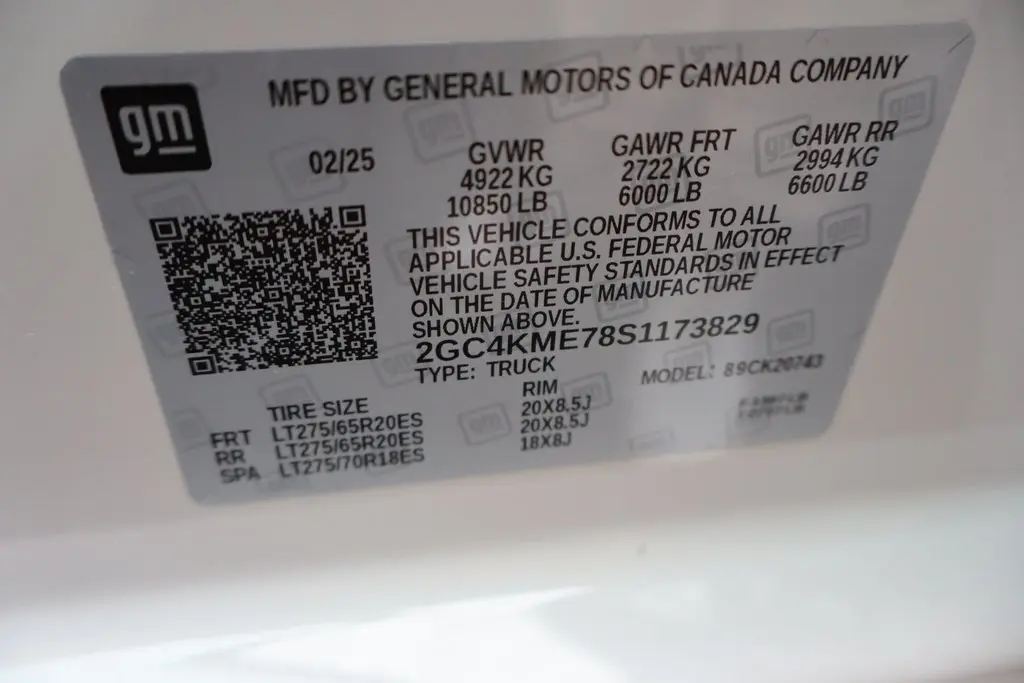 gm
MFD BY GENERAL MOTORS OF CANADA COMPANY
02/25
GVWR
4922 KG
10850 LB
GAWR FRT
2722 KG
6000 LB
GAWR RR
2994 KG
6600 LB
THIS VEHICLE CONFORMS TO ALL
APPLICABLE U.S. FEDERAL MOTOR
VEHICLE SAFETY STANDARDS IN EFFECT
ON THE DATE OF MANUFACTURE
SHOWN ABOVE.
2GC4KME78S1173829
TYPE: TRUCK
MODEL: 89CK20743
TIRE SIZE RIM
FRT LT275/65R20ES 20X8.5J
RR LT275/65R20ES 20X8.5J
SPA LT275/70R18ES 18X8J